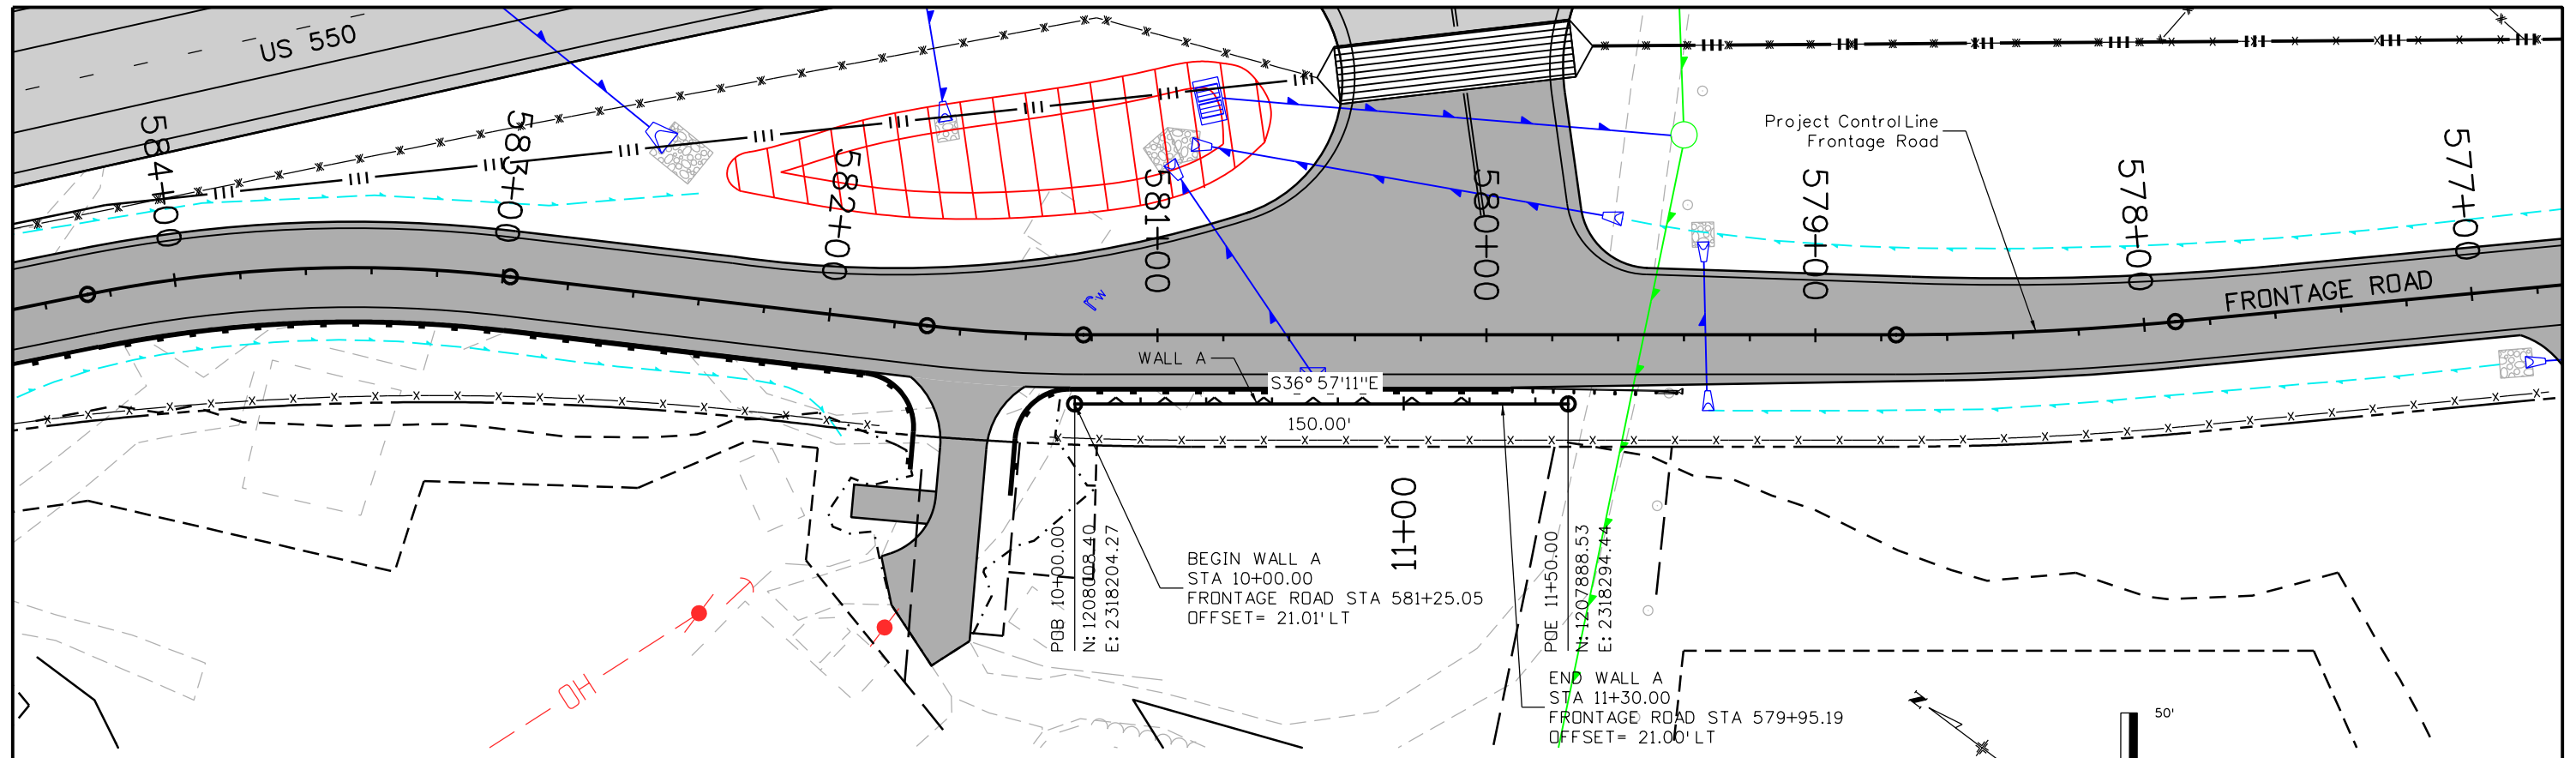 US 550
584+00
583+00
582+00
581+00
580+00
579+00
578+00
577+00
Project Control Line
Frontage Road
FRONTAGE ROAD
WALL A
S36° 57'11"E
150.00'
11+00
POB 10+00.00
N: 12080008.40
E: 2318204.27
BEGIN WALL A
STA 10+00.00
FRONTAGE ROAD STA 581+25.05
OFFSET= 21.01' LT
POE 11+50.00
N: 1207888.53
E: 2318294.44
END WALL A
STA 11+30.00
FRONTAGE ROAD STA 579+95.19
OFFSET= 21.00' LT
OH
W
N
50'